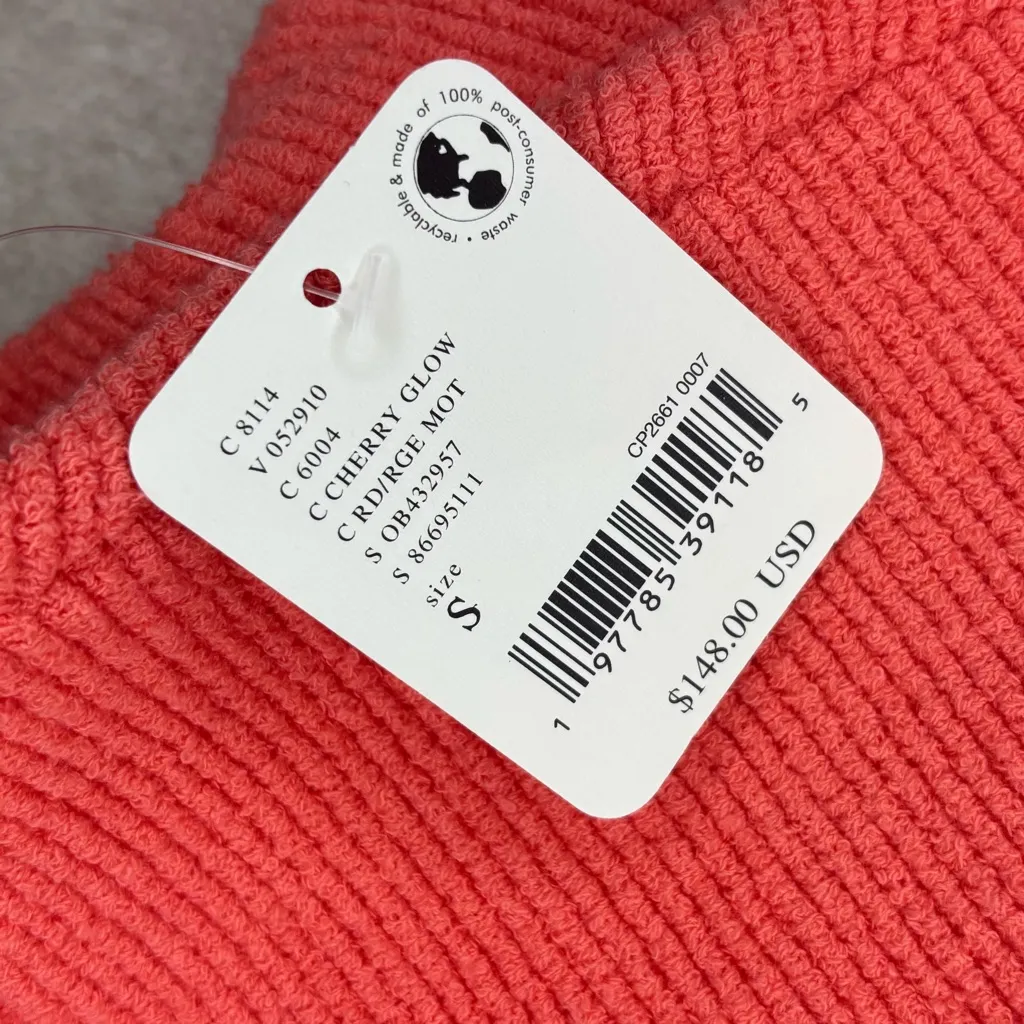 recyclable & made of 100% post-consumer waste •
C 8114
V 052910
C 6004
C CHERRY GLOW
C RD/RGE MOT
S OB432957
S 86695111
size
S
CP2661 0007
1 97785 39118 5
$148.00 USD